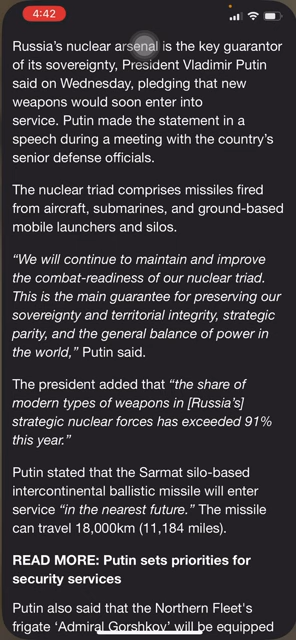 4:42
Russia's nuclear arsenal is the key guarantor
of its sovereignty, President Vladimir Putin
said on Wednesday, pledging that new
weapons would soon enter into
service. Putin made the statement in a
speech during a meeting with the country's
senior defense officials.
The nuclear triad comprises missiles fired
from aircraft, submarines, and ground-based
mobile launchers and silos.
“We will continue to maintain and improve
the combat-readiness of our nuclear triad.
This is the main guarantee for preserving our
sovereignty and territorial integrity, strategic
parity, and the general balance of power in
the world,” Putin said.
The president added that “the share of
modern types of weapons in [Russia’s]
strategic nuclear forces has exceeded 91%
this year.”
Putin stated that the Sarmat silo-based
intercontinental ballistic missile will enter
service “in the nearest future.” The missile
can travel 18,000km (11,184 miles).
READ MORE: Putin sets priorities for
security services
Putin also said that the Northern Fleet's
frigate ‘Admiral Gorshkov’ will be equipped